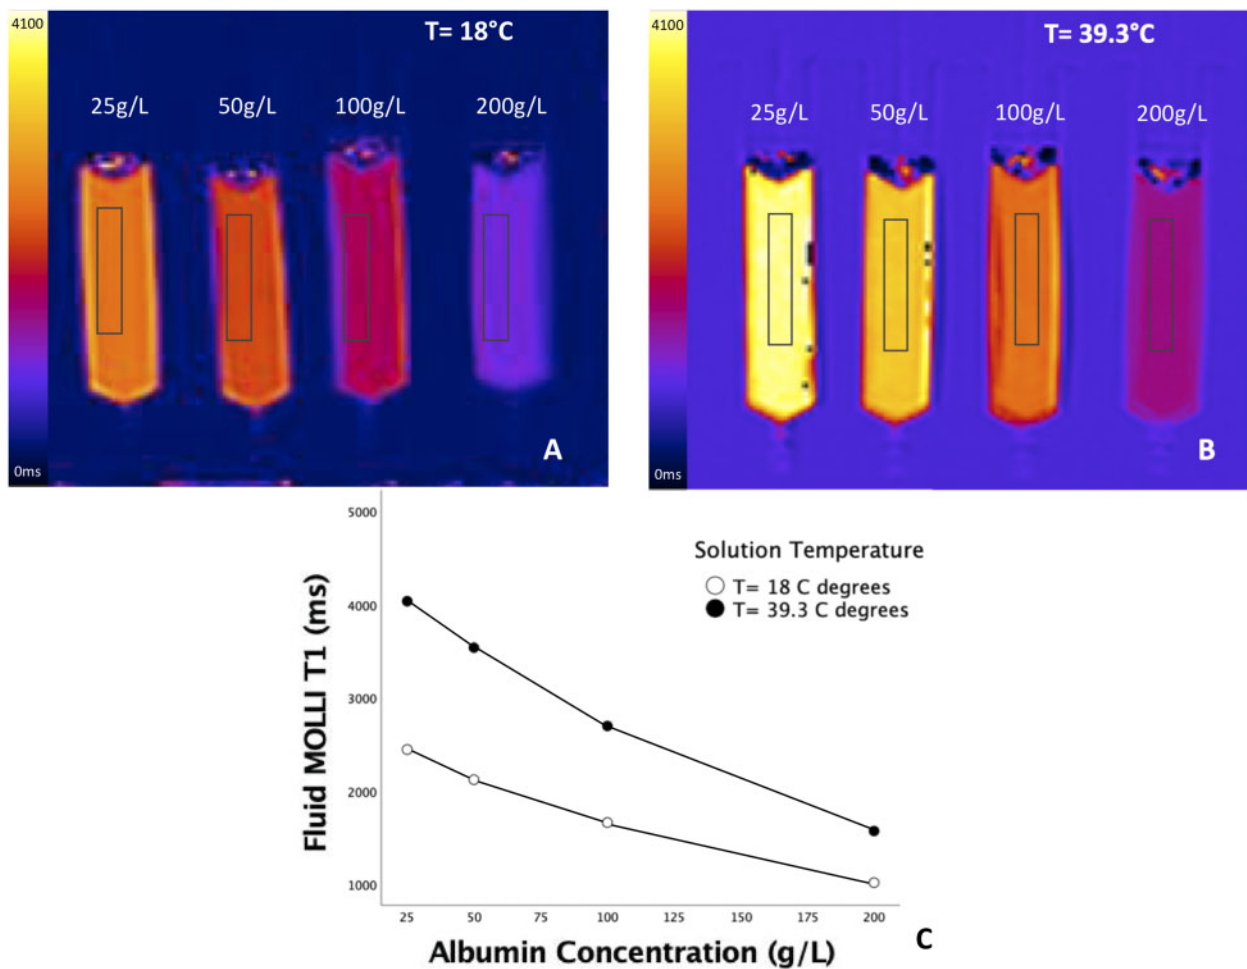 4100
T= 18°C
25g/L
50g/L
100g/L
200g/L
0ms
A
4100
T= 39.3°C
25g/L
50g/L
100g/L
200g/L
0ms
B
Fluid MOLLI T1 (ms)
5000
4000
3000
2000
1000
Solution Temperature
T= 18 C degrees
T= 39.3 C degrees
25
50
75
100
125
150
175
200
Albumin Concentration (g/L)
C